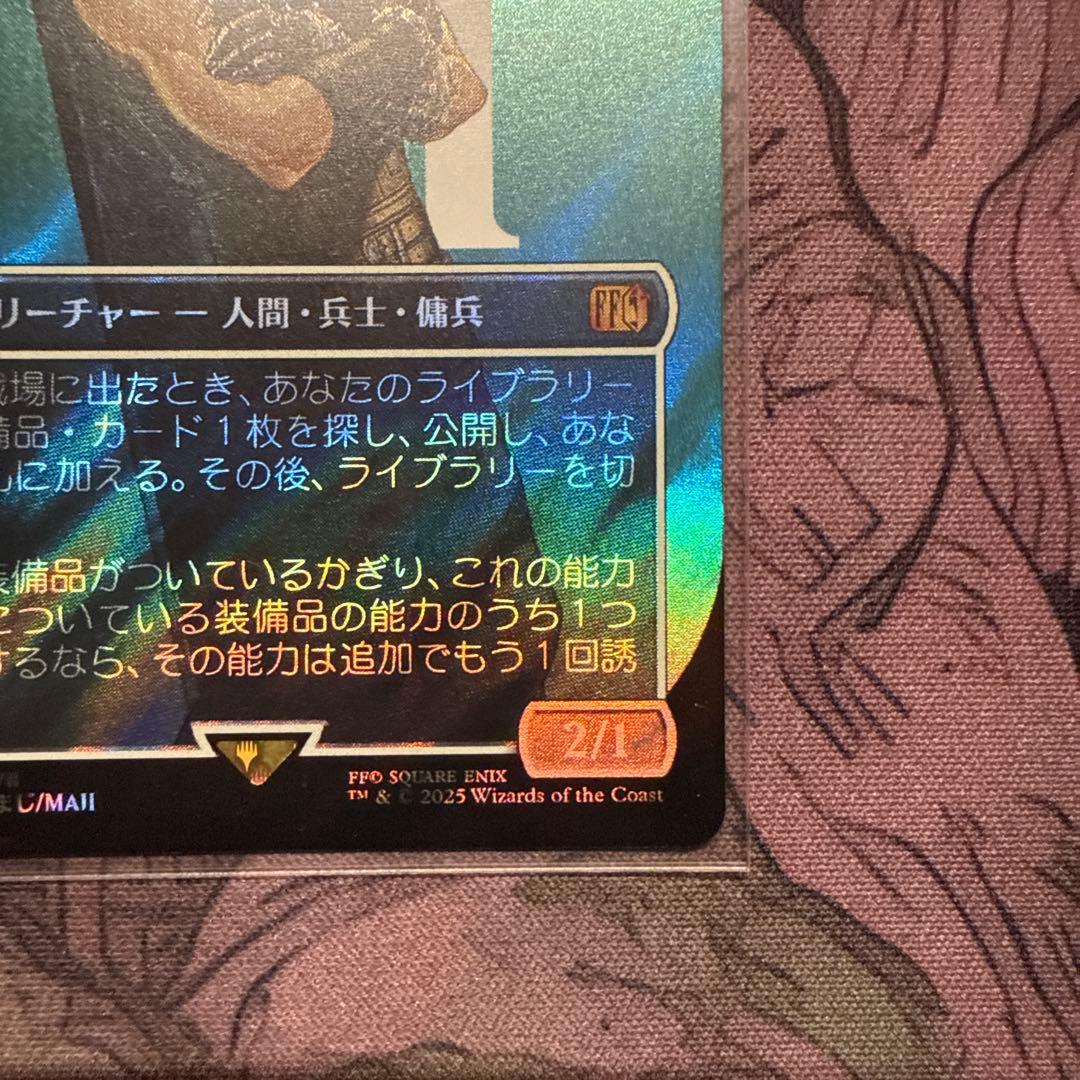 リーチャー — 人間・兵士・傭兵
FF
戦場に出たとき、あなたのライブラリー
備品・カード1枚を探し、公開し、あな
札に加える。その後、ライブラリーを切
装備品がついているかぎり、これの能力
についている装備品の能力のうち1つ
するなら、その能力は追加でもう1回誘
2/1
FF© SQUARE ENIX
™ & © 2025 Wizards of the Coast